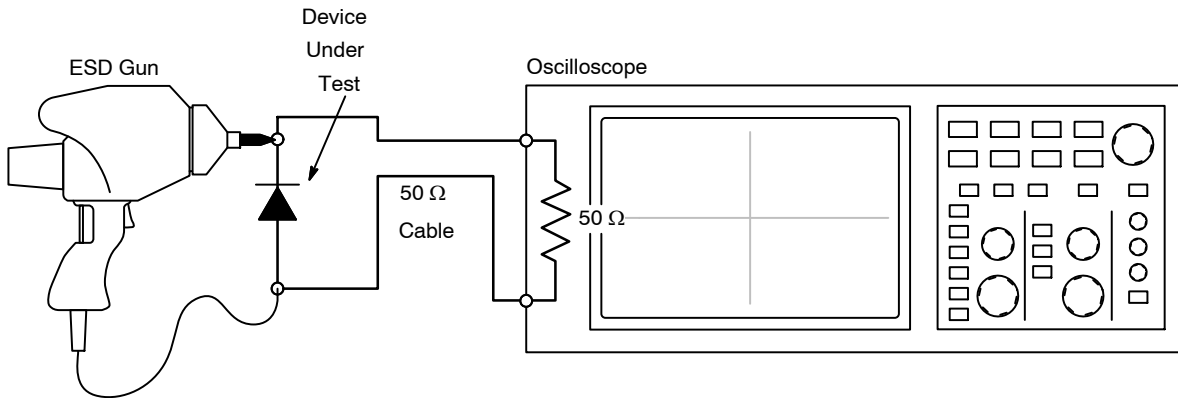 Device
Under
Test
ESD Gun
Oscilloscope
50 Ω
Cable
50 Ω